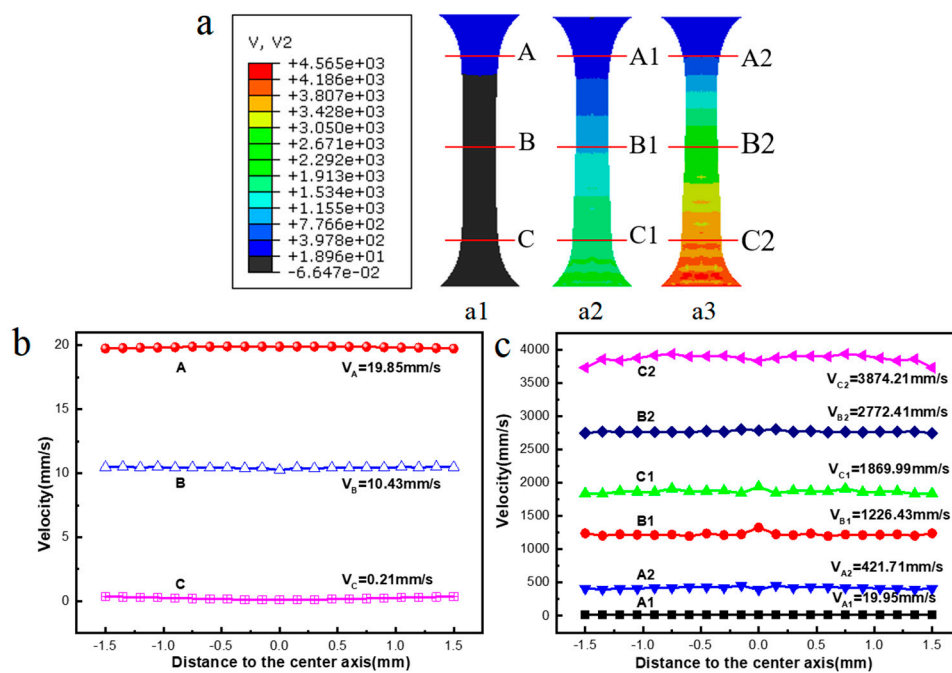 a
V, V2
+4.565e+03
+4.186e+03
+3.807e+03
+3.428e+03
+3.050e+03
+2.671e+03
+2.292e+03
+1.913e+03
+1.534e+03
+1.155e+03
+7.766e+02
+3.978e+02
+1.896e+01
-6.647e-02
A
A1
A2
B
B1
B2
C
C1
C2
a1
a2
a3
b
20
15
10
5
0
Velocity(mm/s)
A
V_A=19.85mm/s
B
V_B=10.43mm/s
C
V_C=0.21mm/s
-1.5 -1.0 -0.5 0.0 0.5 1.0 1.5
Distance to the center axis(mm)
c
4000
3500
3000
2500
2000
1500
1000
500
0
Velocity(mm/s)
C2
V_C2=3874.21mm/s
B2
V_B2=2772.41mm/s
C1
V_C1=1869.99mm/s
B1
V_B1=1226.43mm/s
A2
V_A2=421.71mm/s
A1
V_A1=19.95mm/s
-1.5 -1.0 -0.5 0.0 0.5 1.0 1.5
Distance to the center axis(mm)